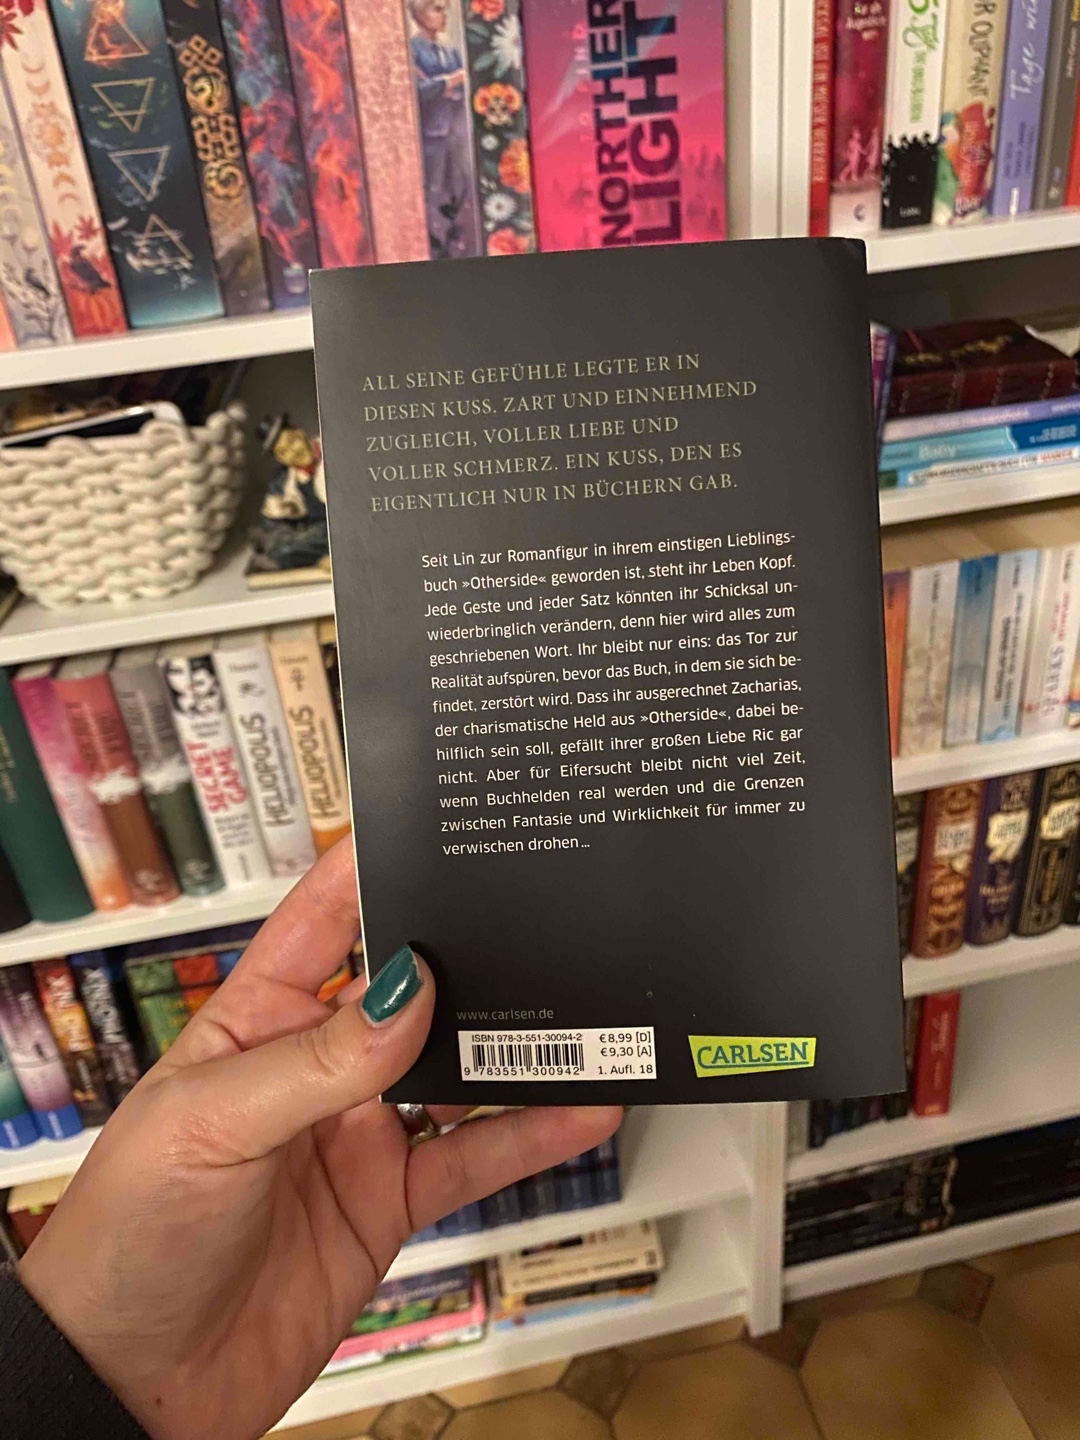 NORTHER
LIGHT
ALL SEINE GEFÜHLE LEGTE ER IN
DIESEN KUSS. ZART UND EINNEHMEND
ZUGLEICH, VOLLER LIEBE UND
VOLLER SCHMERZ. EIN KUSS, DEN ES
EIGENTLICH NUR IN BÜCHERN GAB.
Seit Lin zur Romanfigur in ihrem einstigen Lieblings-
buch »Otherside« geworden ist, steht ihr Leben Kopf.
Jede Geste und jeder Satz könnten ihr Schicksal un-
wiederbringlich verändern, denn hier wird alles zum
geschriebenen Wort. Ihr bleibt nur eins: das Tor zur
Realität aufspüren, bevor das Buch, in dem sie sich be-
findet, zerstört wird. Dass ihr ausgerechnet Zacharias,
der charismatische Held aus »Otherside«, dabei be-
hilflich sein soll, gefällt ihrer großen Liebe Ric gar
nicht. Aber für Eifersucht bleibt nicht viel Zeit,
wenn Buchhelden real werden und die Grenzen
zwischen Fantasie und Wirklichkeit für immer zu
verwischen drohen...
www.carlsen.de
ISBN 978-3-551-30094-2
9 783551 300942
€ 8,99 [D]
€ 9,30 [A]
1. Aufl. 18
CARLSEN
HELIOPOLIS
HELIOPOLIS
OLIPHANT
Tage
Baby